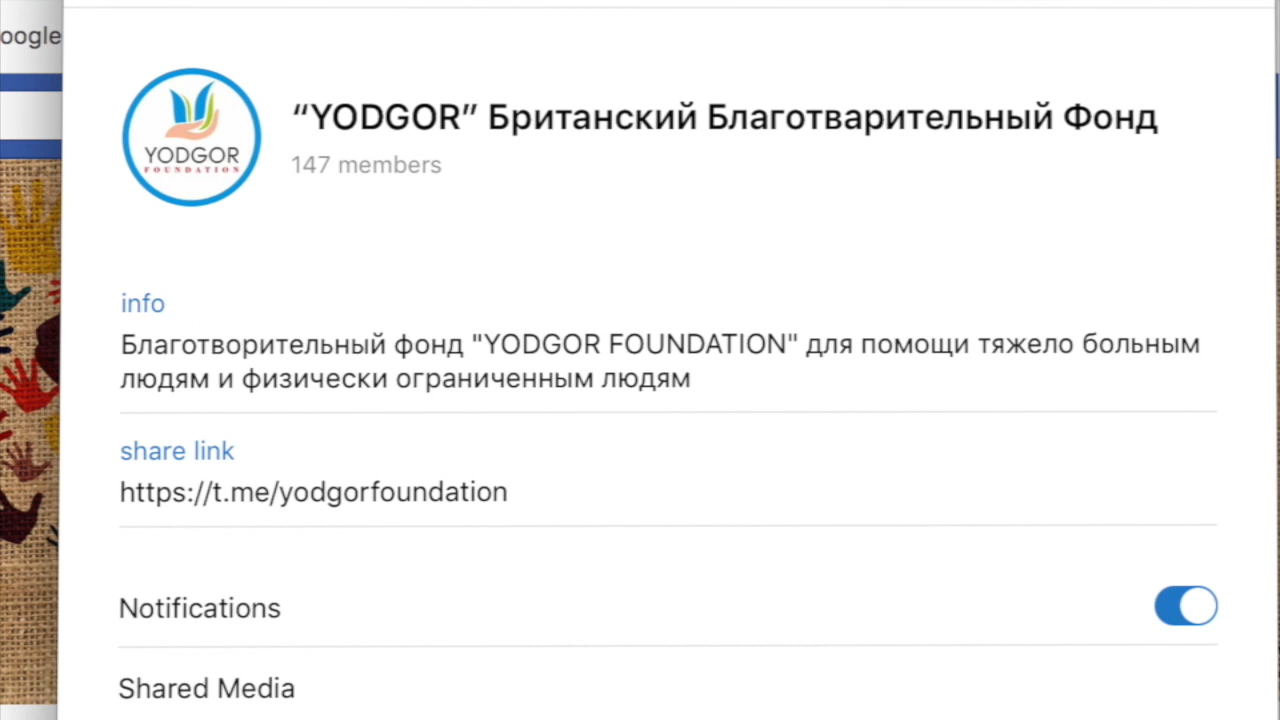 oogle
YODGOR
FOUNDATION
“YODGOR” Британский Благотварительный Фонд
147 members
info
Благотворительный фонд "YODGOR FOUNDATION" для помощи тяжело больным
людям и физически ограниченным людям
share link
https://t.me/yodgorfoundation
Notifications
Shared Media